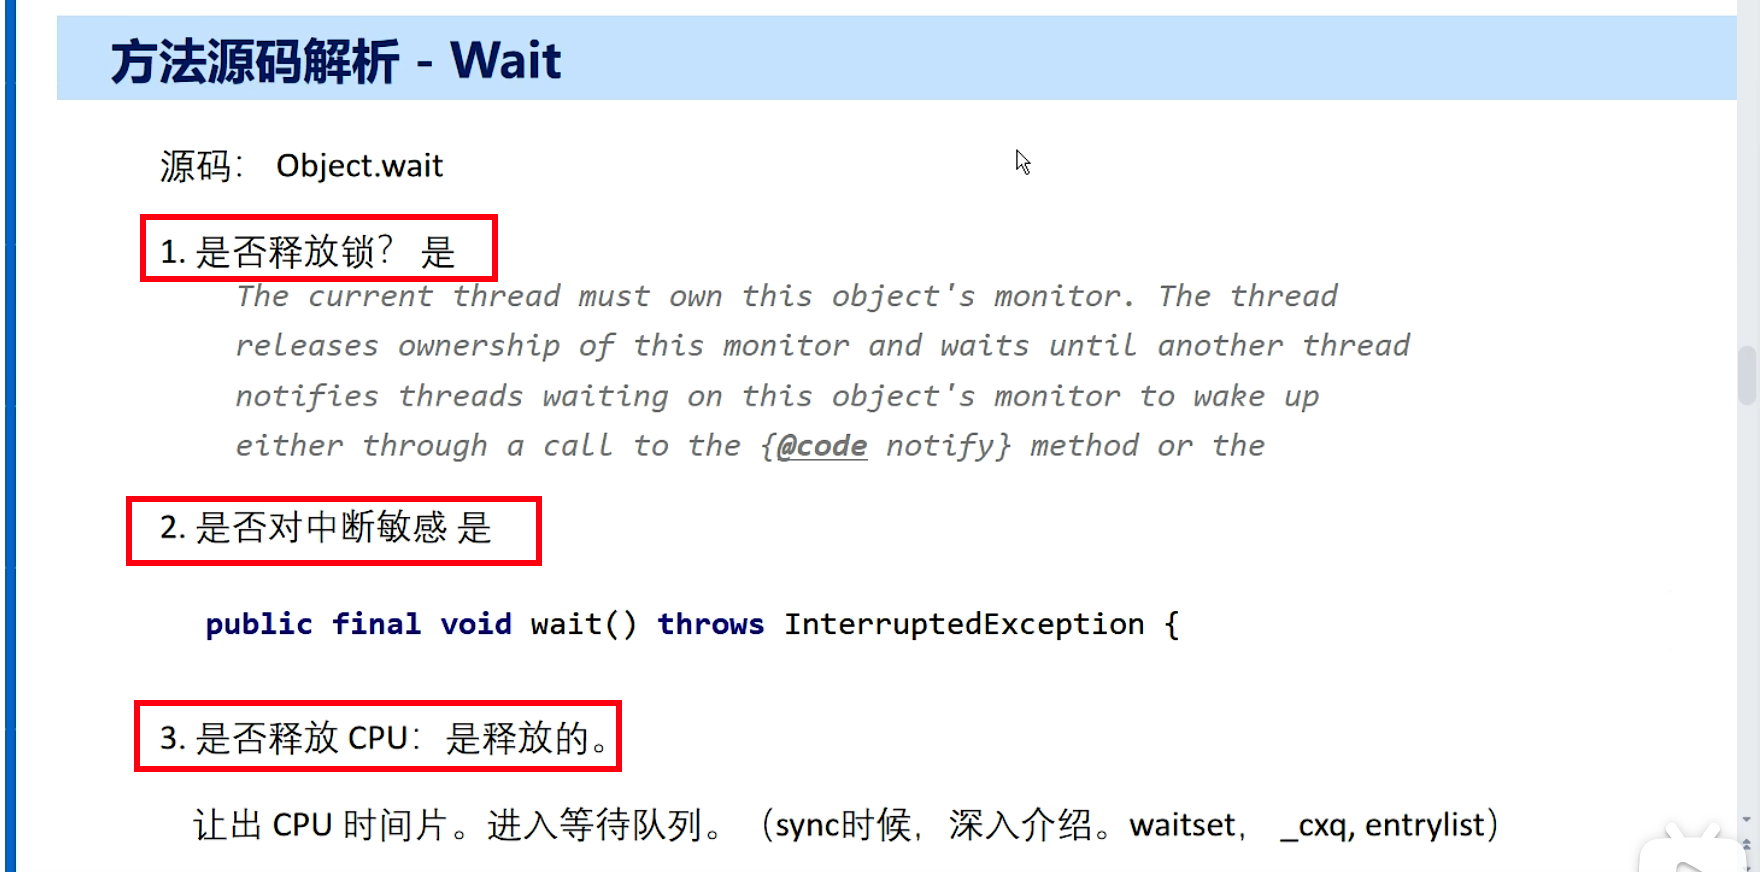 方法源码解析 - Wait
源码： Object.wait
1. 是否释放锁？ 是
The current thread must own this object's monitor. The thread
releases ownership of this monitor and waits until another thread
notifies threads waiting on this object's monitor to wake up
either through a call to the {@code notify} method or the
2. 是否对中断敏感 是
public final void wait() throws InterruptedException {
3. 是否释放 CPU： 是释放的。
让出 CPU 时间片。进入等待队列。（sync时候，深入介绍。waitset， _cxq, entrylist）